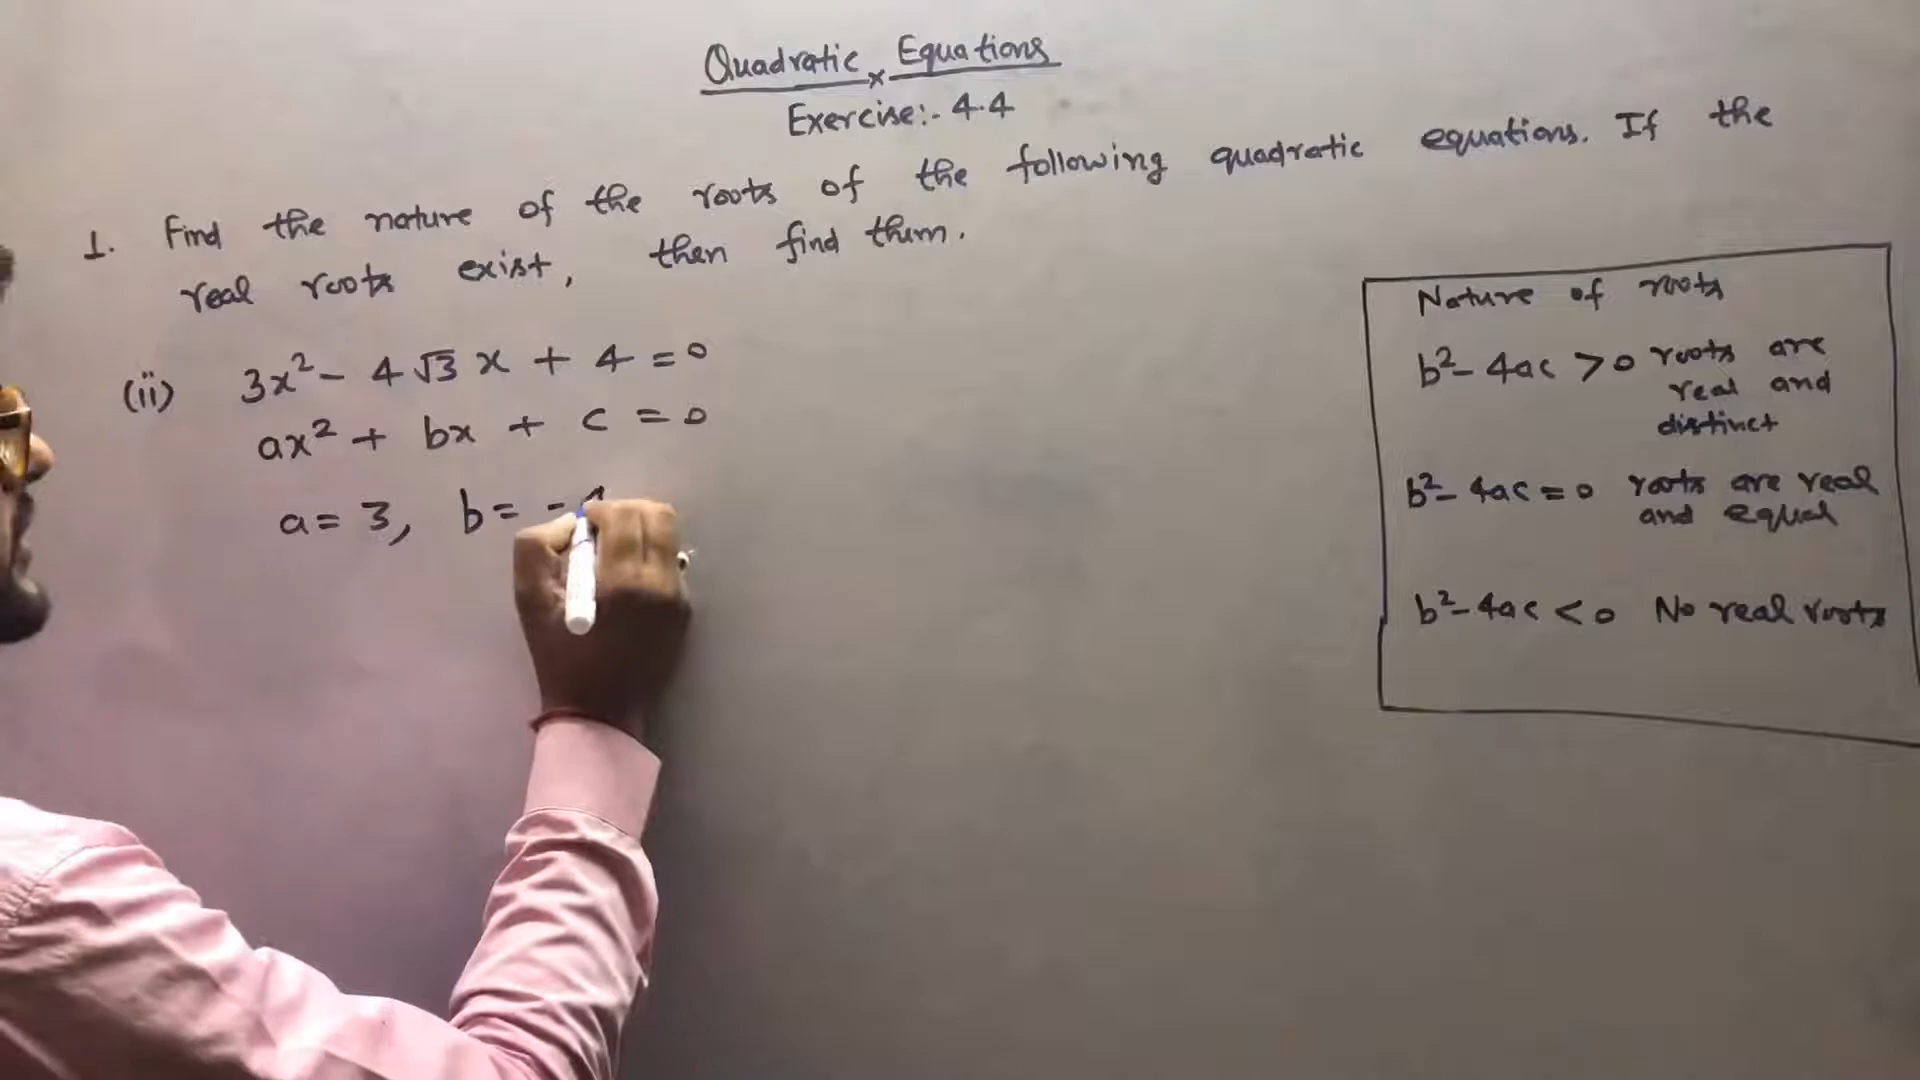 Quadratic Equations
x
Exercise:- 4.4
1. Find the nature of the roots of the following quadratic equations. If the
real roots exist, then find them.
(ii) 3x² - 4√3 x + 4 = 0
ax² + bx + c = 0
a = 3, b = -4
Nature of roots
b² - 4ac > 0 roots are
real and
distinct
b² - 4ac = 0 roots are real
and equal
b² - 4ac < 0 No real roots